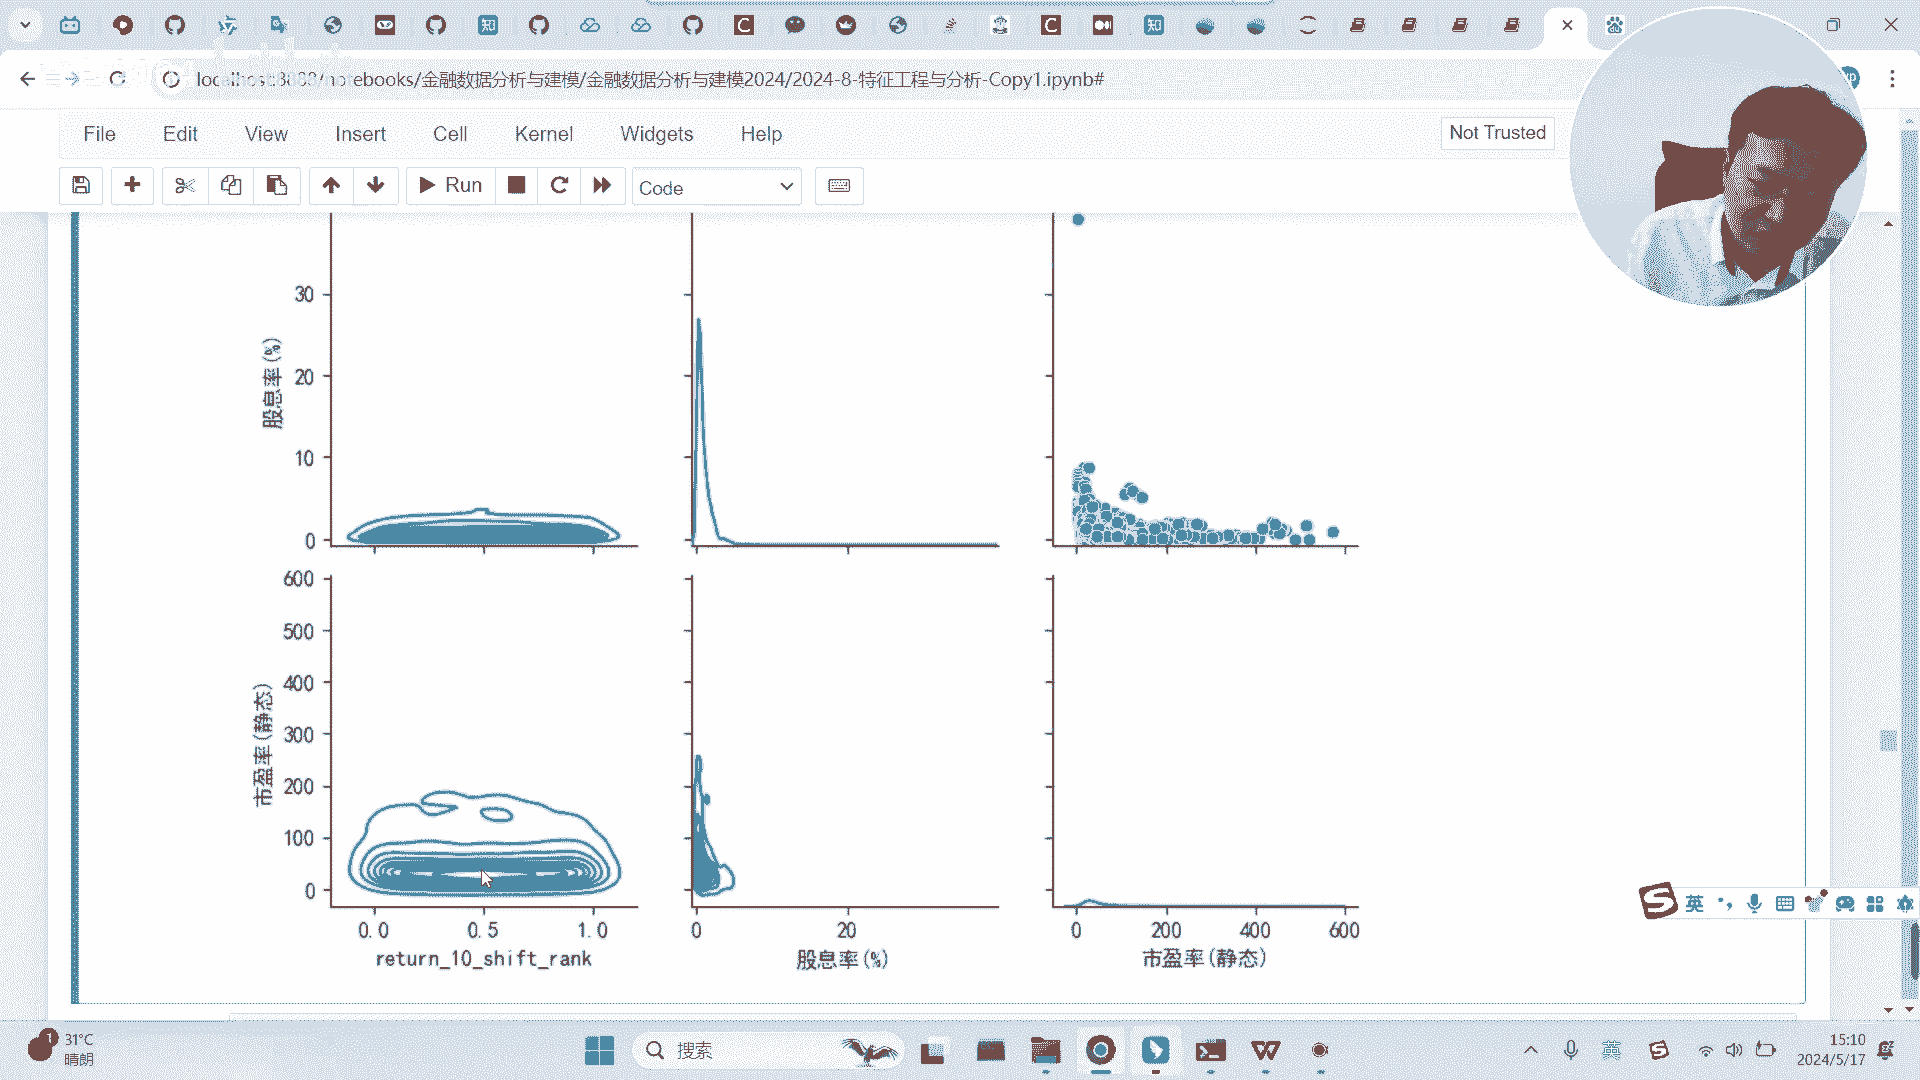 localhost:8888/notebooks/金融数据分析与建模/金融数据分析与建模2024/2024-8-特征工程与分析-Copy1.ipynb#
File Edit View Insert Cell Kernel Widgets Help
Not Trusted
Run
Code
30
20
10
0
股息率(%)
600
500
400
300
200
100
0
市盈率(静态)
0.0 0.5 1.0
return_10_shift_rank
0 20
股息率(%)
0 200 400 600
市盈率(静态)
英
1
31°C
晴朗
搜索
英
15:10
2024/5/17